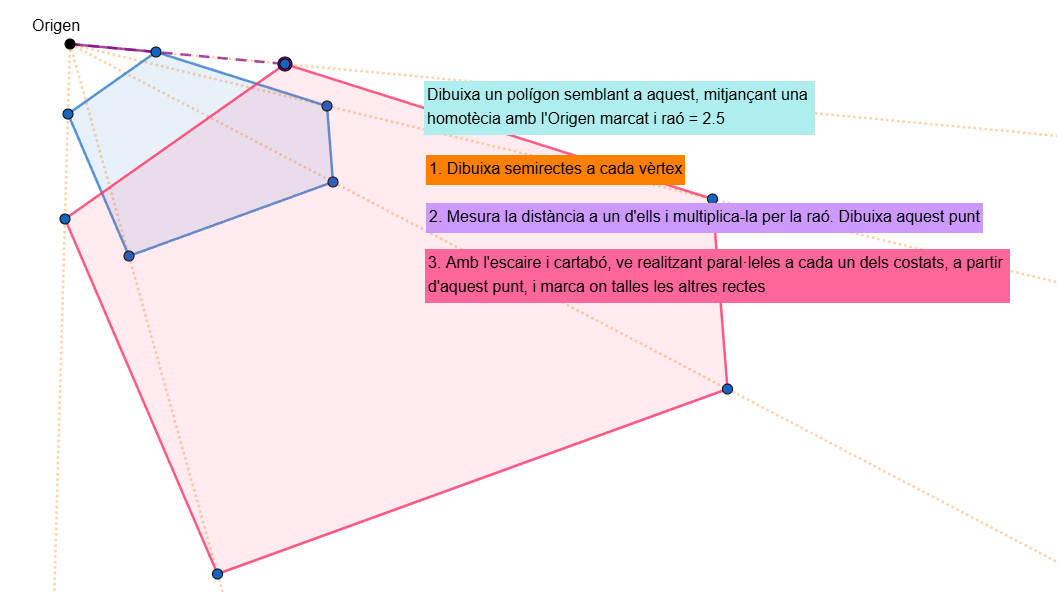 Origen
Dibuixa un polígon semblant a aquest, mitjançant una
homotècia amb l'Origen marcat i raó = 2.5
1. Dibuixa semirectes a cada vèrtex
2. Mesura la distància a un d'ells i multiplica-la per la raó. Dibuixa aquest punt
3. Amb l'escaire i cartabó, ve realitzant paral·leles a cada un dels costats, a partir
d'aquest punt, i marca on talles les altres rectes